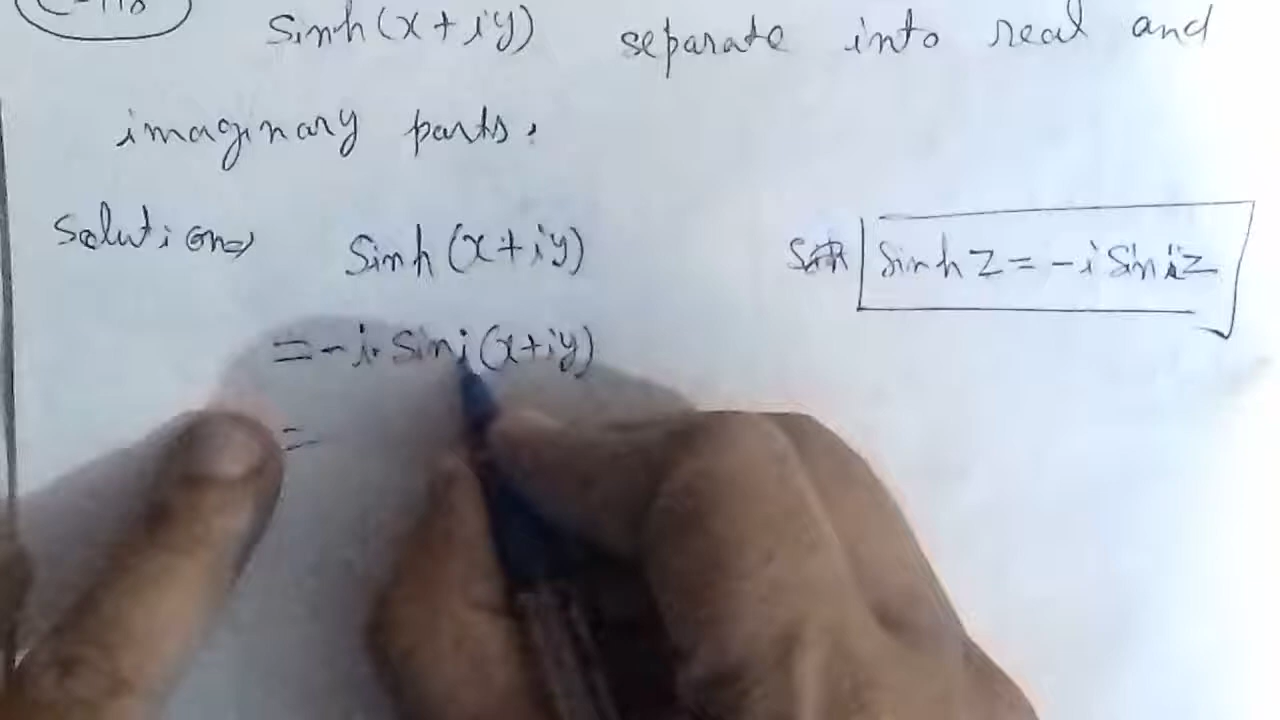 Sinh(x+iy) separate into real and
imaginary parts.
Solution⇒ Sinh(x+iy)
Sinh Z = -i Sin iz
= -i. Sin i(x+iy)
=